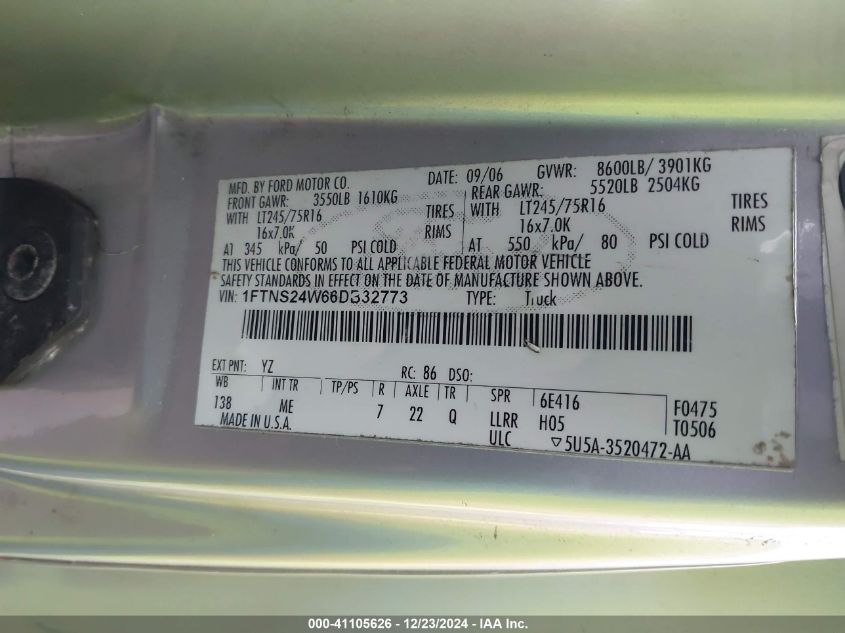 MFD. BY FORD MOTOR CO. DATE: 09/06 GVWR: 8600LB/ 3901KG
FRONT GAWR: 3550LB 1610KG REAR GAWR: 5520LB 2504KG
WITH LT245/75R16 TIRES WITH LT245/75R16 TIRES
16x7.0K RIMS 16x7.0K RIMS
AT 345 kPa/ 50 PSI COLD AT 550 kPa/ 80 PSI COLD
THIS VEHICLE CONFORMS TO ALL APPLICABLE FEDERAL MOTOR VEHICLE
SAFETY STANDARDS IN EFFECT ON THE DATE OF MANUFACTURE SHOWN ABOVE.
VIN: TYPE: Truck
EXT PNT: YZ RC: 86 DSO:
WB INT TR TP/PS R AXLE TR SPR 6E416 F0475
138 ME 7 22 Q LLRR H05 T0506
MADE IN U.S.A. ULC ▽5U5A-3520472-AA
000-41105626 - 12/23/2024 - IAA Inc.